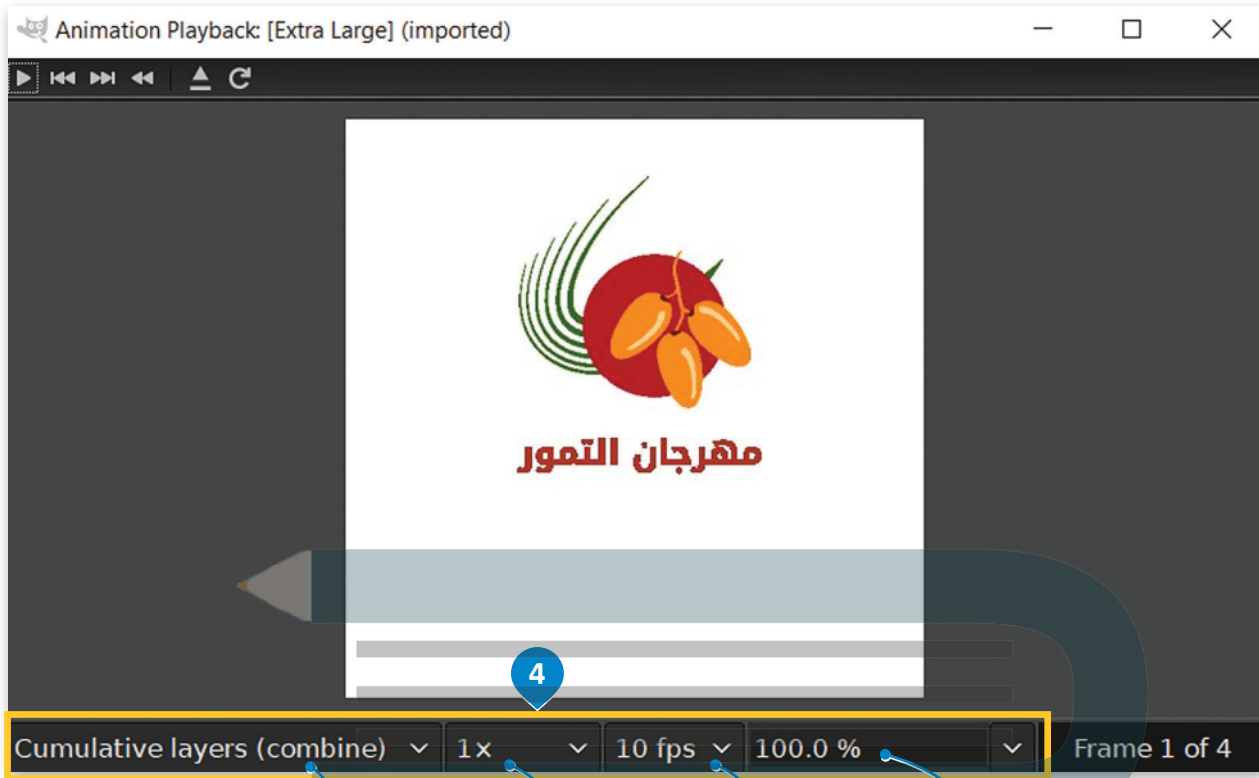 Animation Playback: [Extra Large] (imported)
مهرجان التمور
4
Cumulative layers (combine) 1x 10 fps 100.0 % Frame 1 of 4